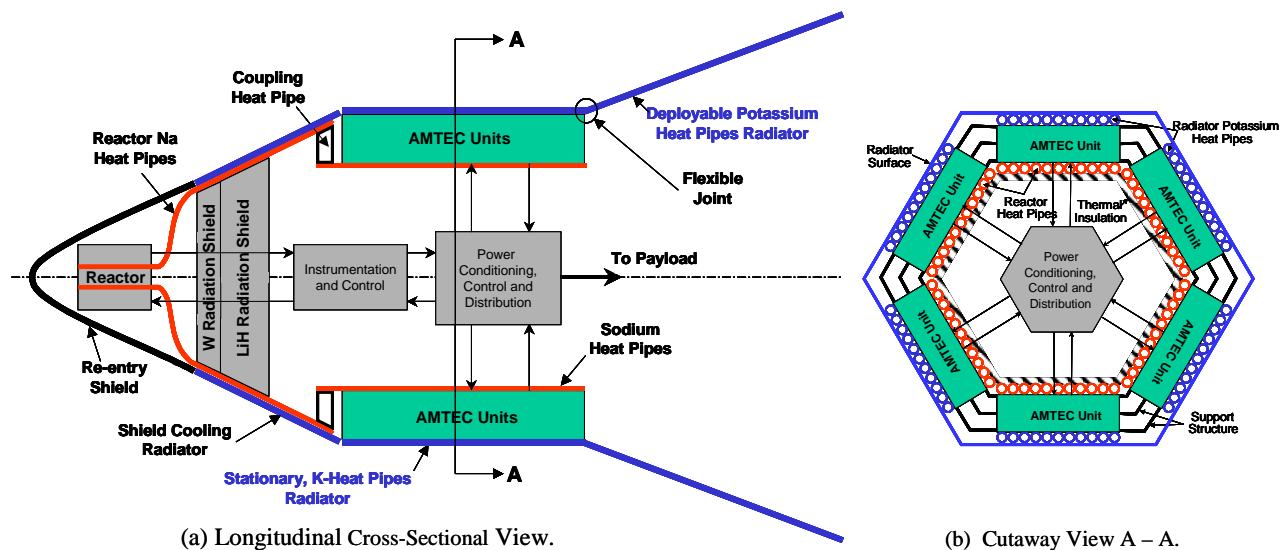 A
Coupling
Heat Pipe
Reactor Na
Heat Pipes
AMTEC Units
Deployable Potassium
Heat Pipes Radiator
Flexible
Joint
Reactor
W Radiation Shield
LiH Radiation Shield
Instrumentation
and Control
Power
Conditioning,
Control and
Distribution
To Payload
Re-entry
Shield
Sodium
Heat Pipes
AMTEC Units
Shield Cooling
Radiator
Stationary, K-Heat Pipes
Radiator
A
(a) Longitudinal Cross-Sectional View.
Radiator Potassium
Heat Pipes
Radiator
Surface
AMTEC Unit
AMTEC Unit
AMTEC Unit
Reactor
Heat Pipes
Thermal
Insulation
Power
Conditioning,
Control and
Distribution
AMTEC Unit
AMTEC Unit
AMTEC Unit
Support
Structure
(b) Cutaway View A – A.